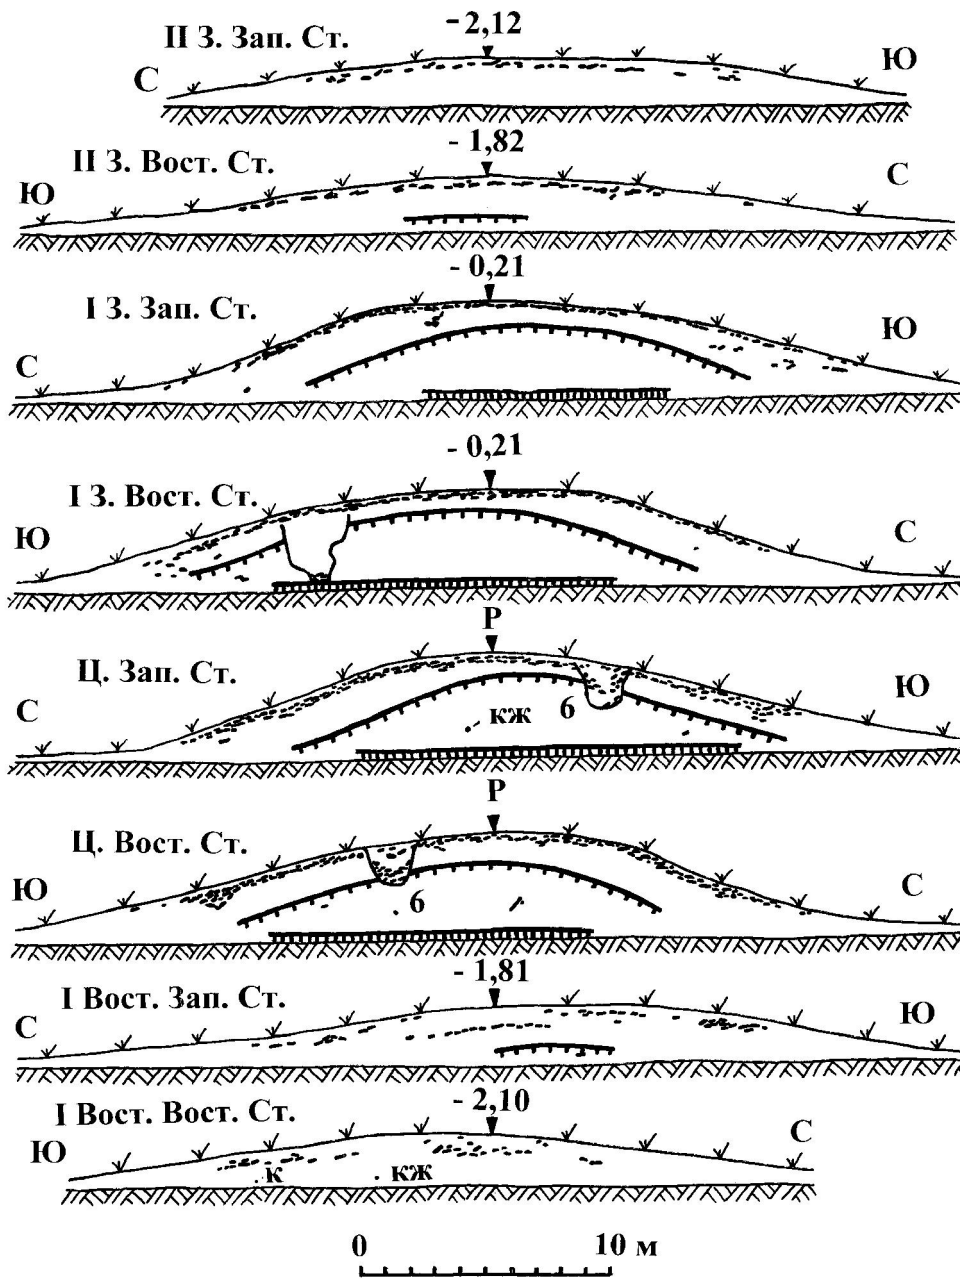 II З. Зап. Ст.
-2,12
С
Ю
II З. Вост. Ст.
- 1,82
Ю
С
I З. Зап. Ст.
- 0,21
С
Ю
I З. Вост. Ст.
- 0,21
Ю
С
Ц. Зап. Ст.
Р
С
Ю
кж
6
Ц. Вост. Ст.
Р
Ю
С
6
I Вост. Зап. Ст.
- 1,81
С
Ю
I Вост. Вост. Ст.
- 2,10
Ю
С
к
кж
0
10 м